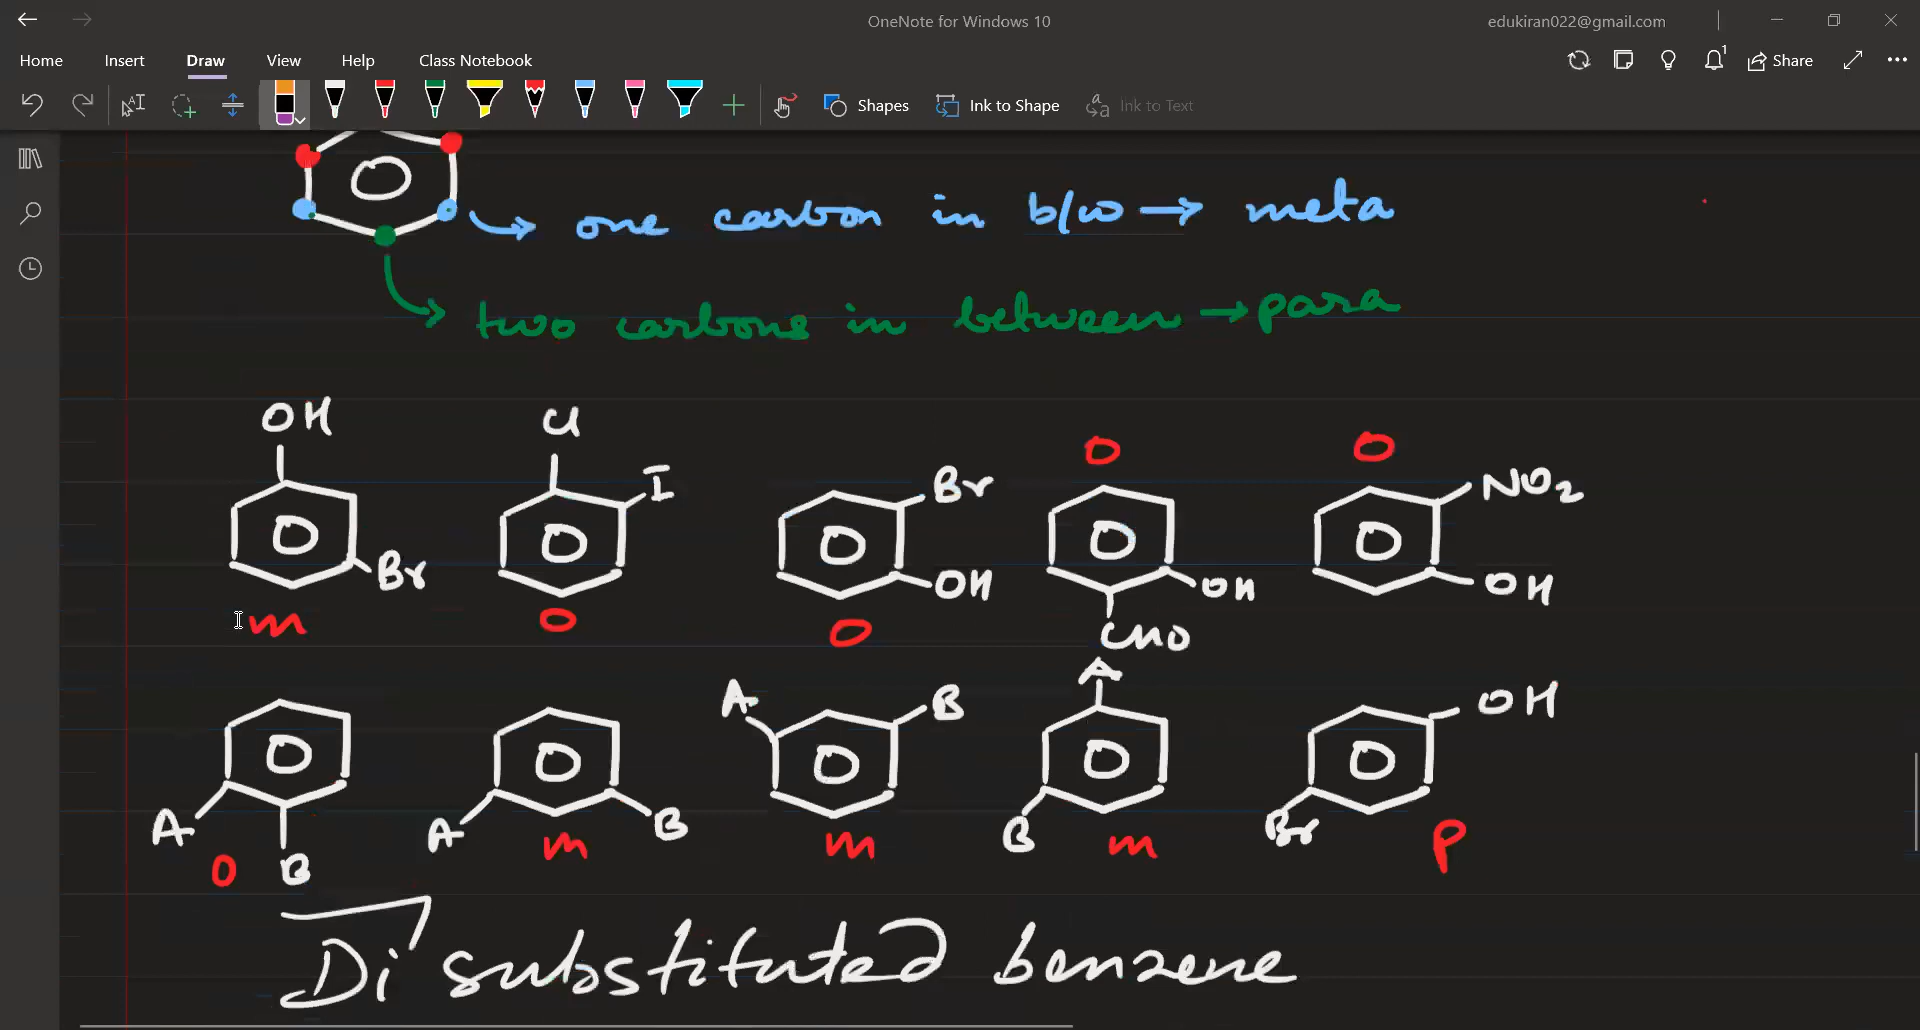 OneNote for Windows 10
edukiran022@gmail.com
Home Insert Draw View Help Class Notebook
1
Share
Shapes
Ink to Shape
Ink to Text
one carbon in b/w → meta
two carbons in between → para
OH
Br
m
Cl
I
o
Br
OH
o
o
OH
CHO
o
NO2
OH
A
B
o
A
B
m
A
B
m
A
B
m
OH
Br
p
Di substituted benzene